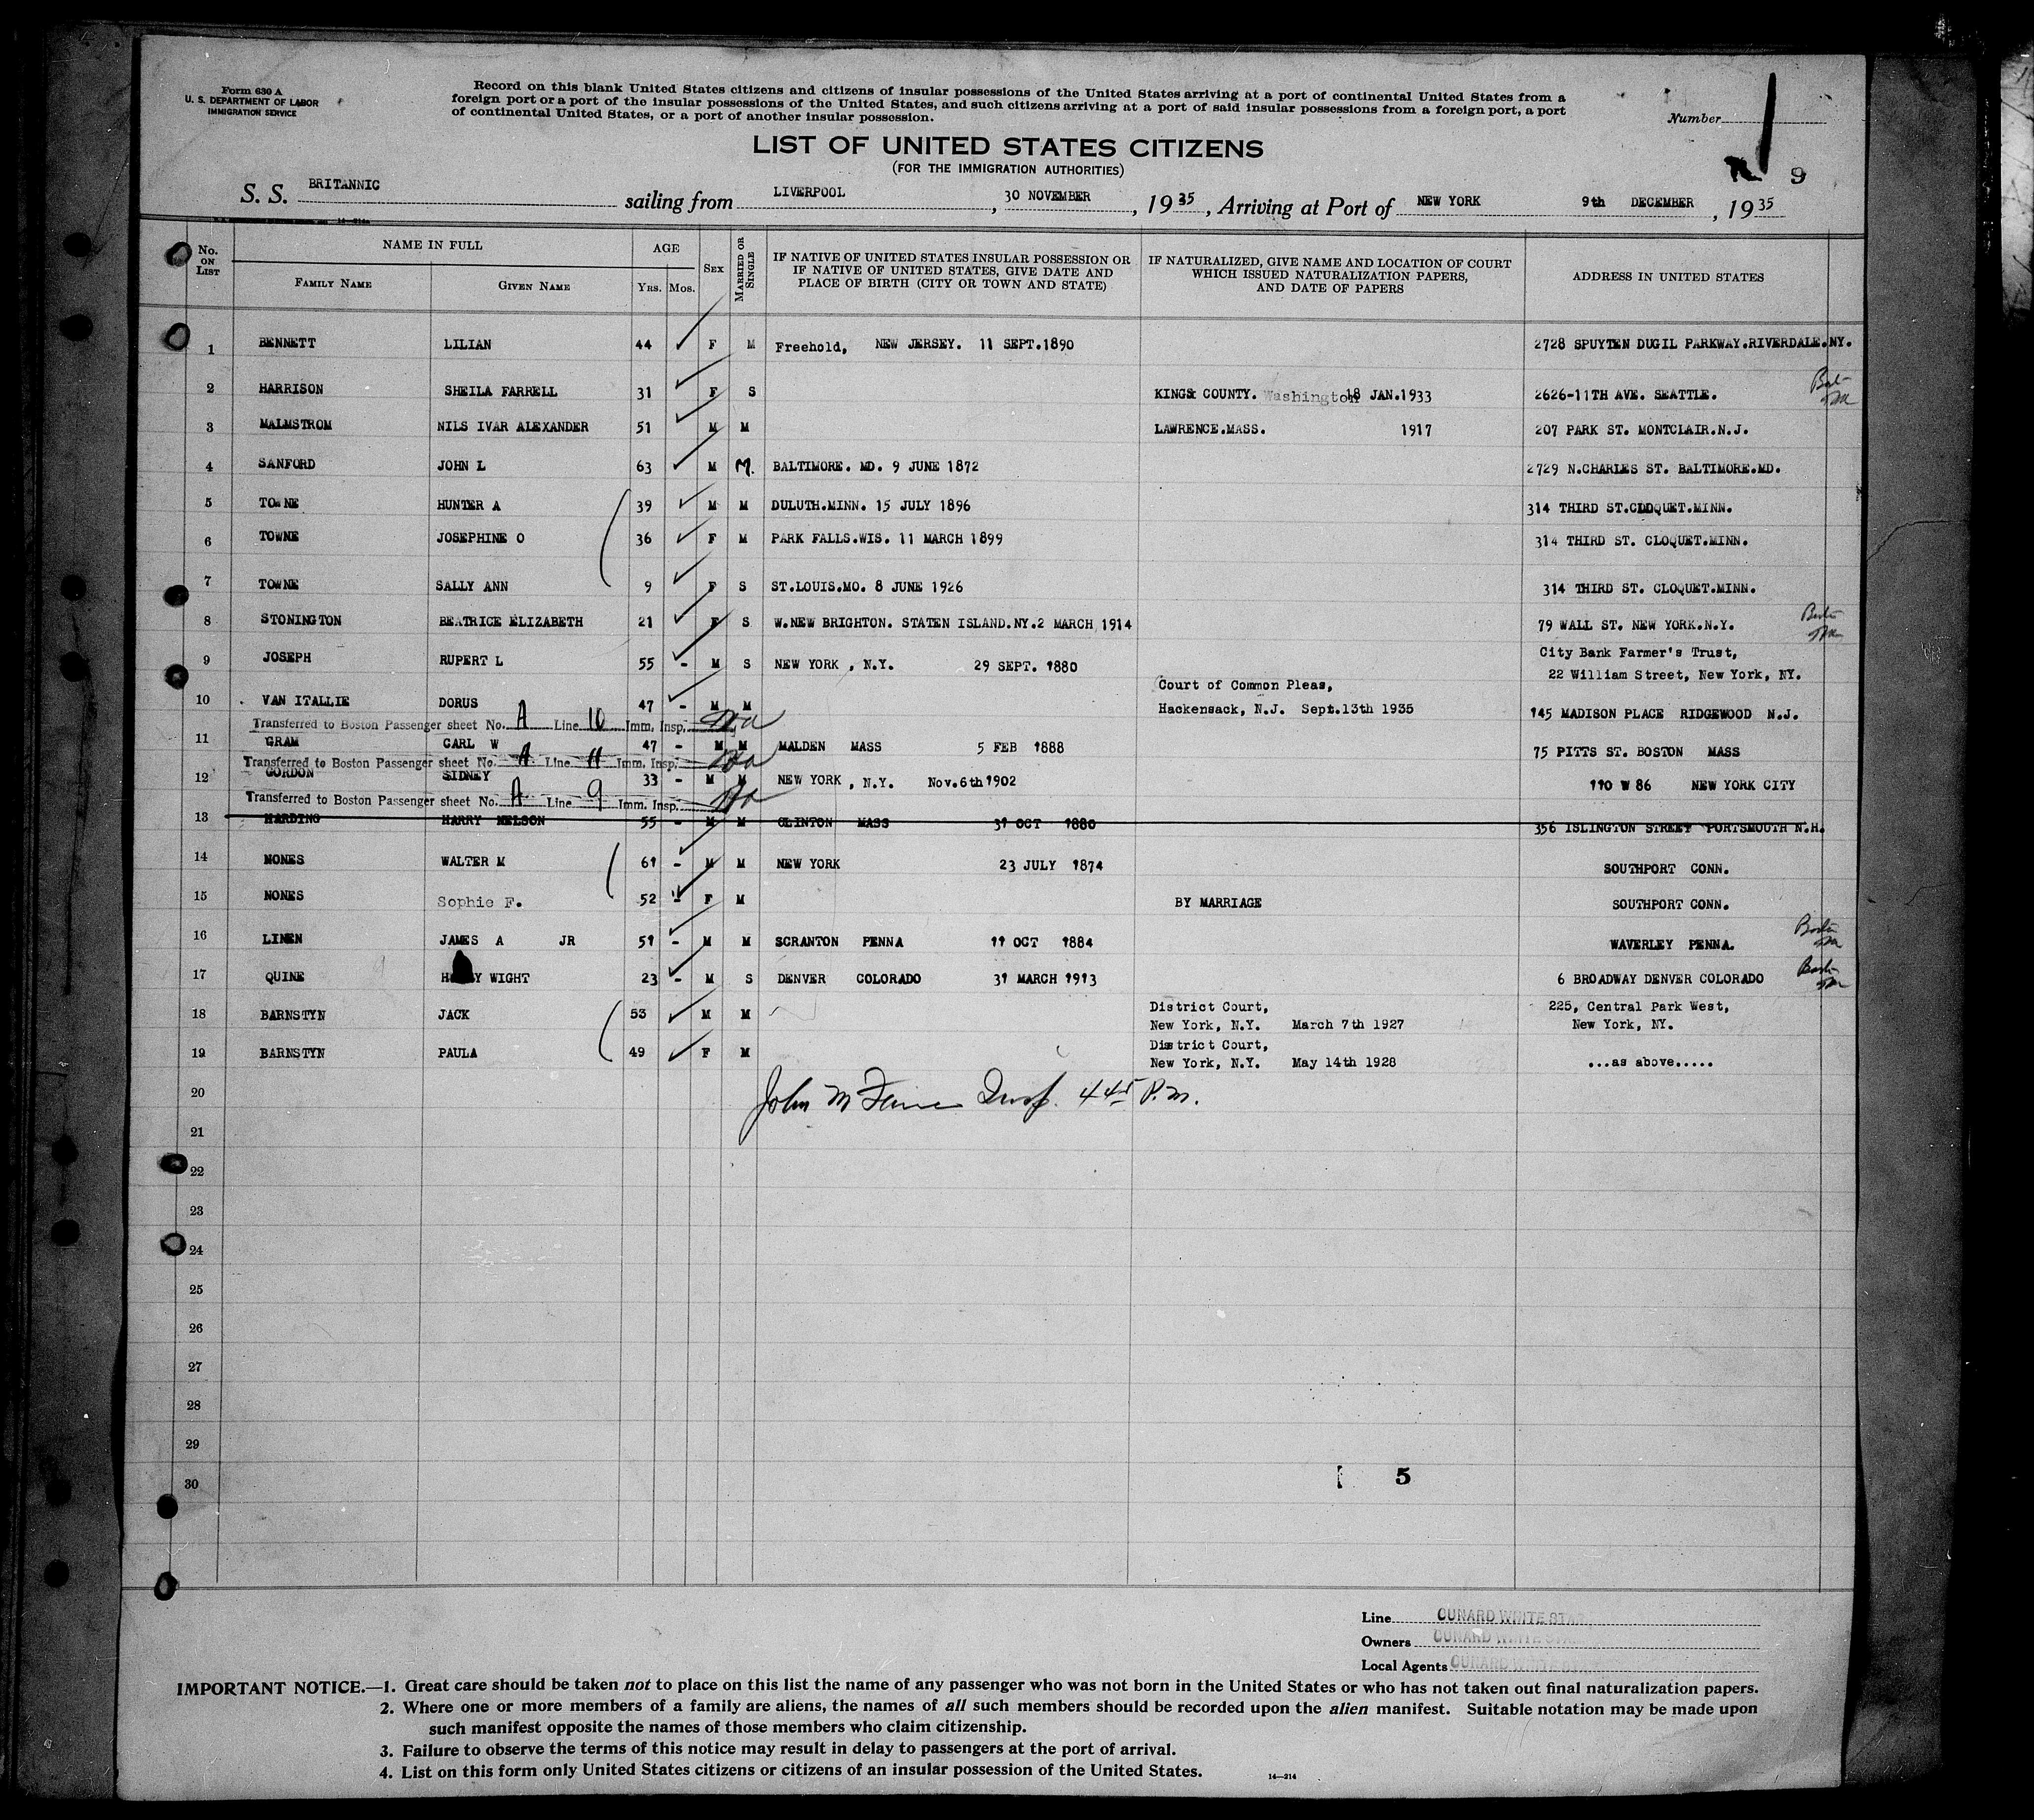 Form 630 A
U. S. DEPARTMENT OF LABOR
IMMIGRATION SERVICE
Record on this blank United States citizens and citizens of insular possessions of the United States arriving at a port of continental United States from a
foreign port or a port of the insular possessions of the United States, and such citizens arriving at a port of said insular possessions from a foreign port, a port
of continental United States, or a port of another insular possession.
Number
LIST OF UNITED STATES CITIZENS
(FOR THE IMMIGRATION AUTHORITIES)
9
S. S. BRITANNIC sailing from LIVERPOOL, 30 NOVEMBER, 1935, Arriving at Port of NEW YORK 9th DECEMBER, 1935
No. ON LIST NAME IN FULL AGE SEX MARRIED OR SINGLE IF NATIVE OF UNITED STATES INSULAR POSSESSION OR IF NATIVE OF UNITED STATES, GIVE DATE AND PLACE OF BIRTH (CITY OR TOWN AND STATE) IF NATURALIZED, GIVE NAME AND LOCATION OF COURT WHICH ISSUED NATURALIZATION PAPERS, AND DATE OF PAPERS ADDRESS IN UNITED STATES
FAMILY NAME GIVEN NAME YRS. MOS.
1 BENNETT LILIAN 44 F M Freehold, NEW JERSEY. 11 SEPT.1890 2728 SPUYTEN DUGIL PARKWAY.RIVERDALE.NY.
2 HARRISON SHEILA FARRELL 31 F S KINGS COUNTY. Washington 18 JAN.1933 2626-11TH AVE. SEATTLE.
3 MALMSTROM NILS IVAR ALEXANDER 51 M M LAWRENCE.MASS. 1917 207 PARK ST. MONTCLAIR.N.J.
4 SANFORD JOHN L 63 M M. BALTIMORE. MD. 9 JUNE 1872 2729 N.CHARLES ST. BALTIMORE.MD.
5 TOWNE HUNTER A 39 M M DULUTH.MINN. 15 JULY 1896 314 THIRD ST.CLOQUET.MINN.
6 TOWNE JOSEPHINE O 36 F M PARK FALLS.WIS. 11 MARCH 1899 314 THIRD ST. CLOQUET.MINN.
7 TOWNE SALLY ANN 9 F S ST.LOUIS.MO. 8 JUNE 1926 314 THIRD ST. CLOQUET.MINN.
8 STONINGTON BEATRICE ELIZABETH 21 F S W.NEW BRIGHTON. STATEN ISLAND.NY.2 MARCH 1914 79 WALL ST. NEW YORK.N.Y. Boston
9 JOSEPH RUPERT L 55 - M S NEW YORK, N.Y. 29 SEPT. 1880 City Bank Farmer's Trust,
22 William Street, New York, NY.
10 VAN ITALLIE DORUS 47 - M M Court of Common Pleas,
Hackensack, N.J. Sept.13th 1935 145 MADISON PLACE RIDGEWOOD N.J.
Transferred to Boston Passenger sheet No. A Line 10 Imm. Insp.
11 GRAM CARL W 47 - M M MALDEN MASS 5 FEB 1888 75 PITTS ST. BOSTON MASS
Transferred to Boston Passenger sheet No. A Line 11 Imm. Insp.
12 GORDON SIDNEY 33 - M M NEW YORK, N.Y. Nov.6th 1902 110 W 86 NEW YORK CITY
Transferred to Boston Passenger sheet No. A Line 9 Imm. Insp.
13 HARDING HARRY NELSON 55 - M M CLINTON MASS 31 OCT 1880 356 ISLINGTON STREET PORTSMOUTH N.H.
14 NONES WALTER M 61 - M M NEW YORK 23 JULY 1874 SOUTHPORT CONN.
15 NONES Sophie F. 52 - F M BY MARRIAGE SOUTHPORT CONN.
16 LINEN JAMES A JR 51 - M M SCRANTON PENNA 11 OCT 1884 WAVERLEY PENNA. Boston
17 QUINE WIGHT 23 - M S DENVER COLORADO 31 MARCH 1913 6 BROADWAY DENVER COLORADO Boston
18 BARNSTYN JACK 53 M M District Court,
New York, N.Y. March 7th 1927 225, Central Park West,
New York, NY.
19 BARNSTYN PAULA 49 F M District Court,
New York, N.Y. May 14th 1928 ...as above.....
20 John M Insp. 4 45 P.M.
21
22
23
24
25
26
27
28
29
30 5
Line CUNARD WHITE STAR
Owners CUNARD WHITE STAR
Local Agents CUNARD WHITE STAR
IMPORTANT NOTICE.—1. Great care should be taken not to place on this list the name of any passenger who was not born in the United States or who has not taken out final naturalization papers.
2. Where one or more members of a family are aliens, the names of all such members should be recorded upon the alien manifest. Suitable notation may be made upon
such manifest opposite the names of those members who claim citizenship.
3. Failure to observe the terms of this notice may result in delay to passengers at the port of arrival.
4. List on this form only United States citizens or citizens of an insular possession of the United States.
14—214